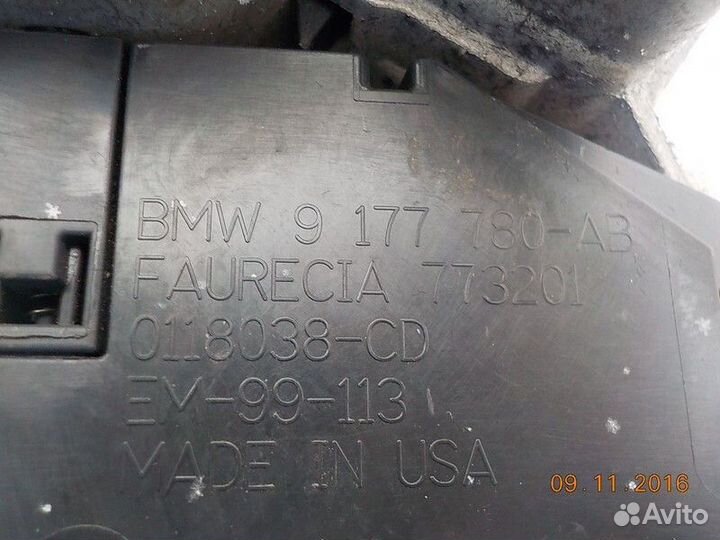 BMW 9 177 780-AB
FAURECIA 773201
0118038-CD
EM-99-113
MADE IN USA
09.11.2016
Avito